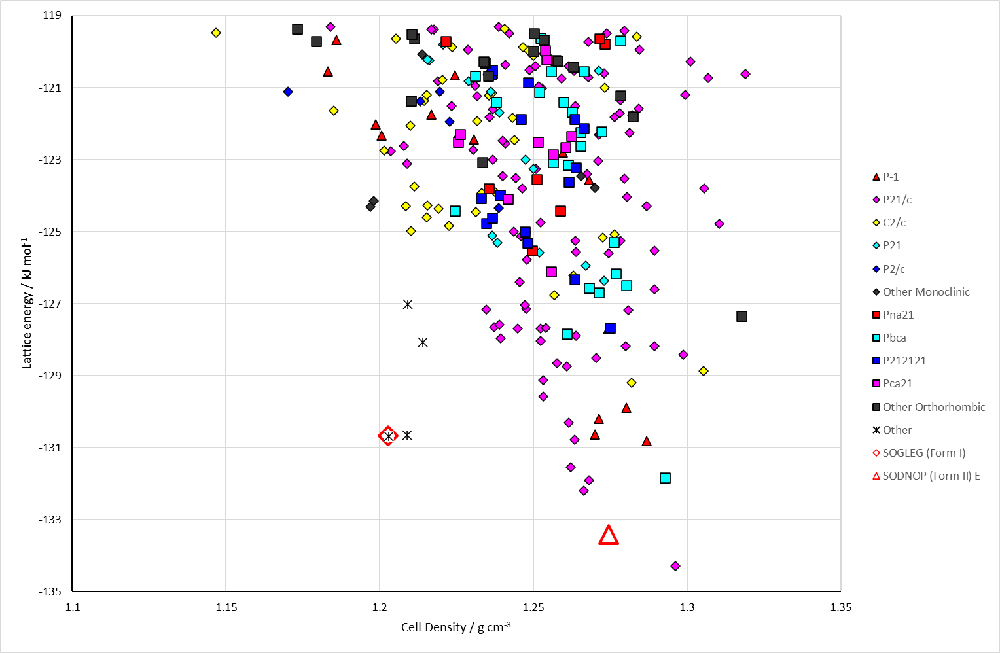 -119
-121
-123
-125
-127
-129
-131
-133
-135
Lattice energy / kJ mol-1
1.1 1.15 1.2 1.25 1.3 1.35
Cell Density / g cm-3
P-1
P21/c
C2/c
P21
P2/c
Other Monoclinic
Pna21
Pbca
P212121
Pca21
Other Orthorhombic
Other
SOGLEG (Form I)
SODNOP (Form II) E